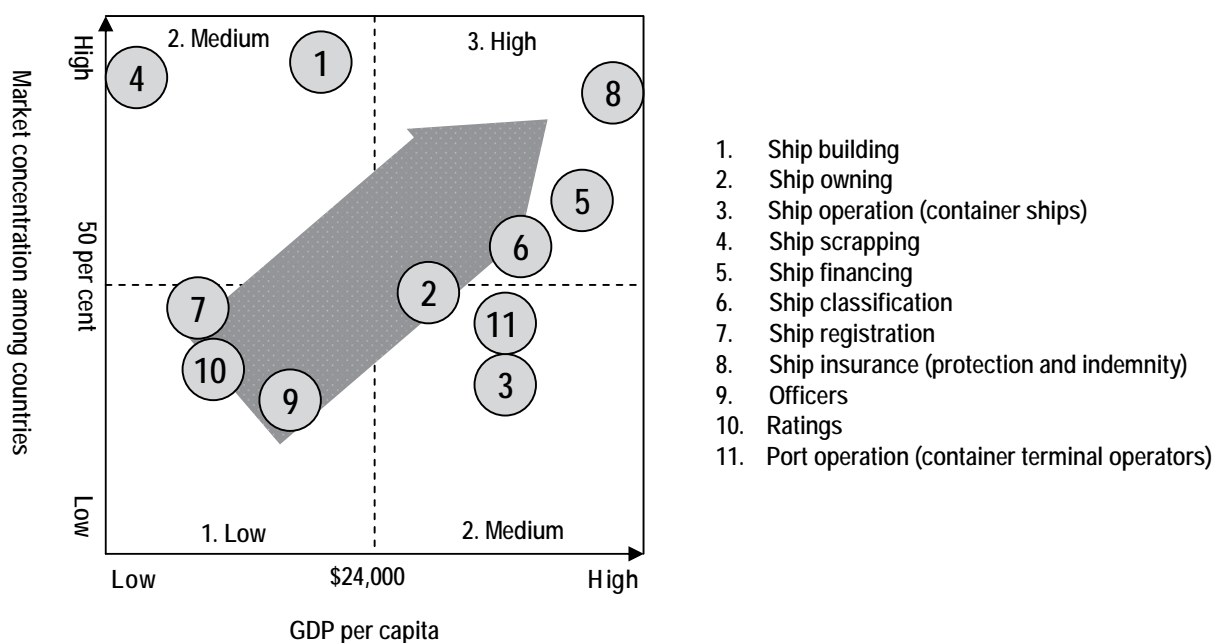 Market concentration among countries
High
50 per cent
Low
2. Medium
3. High
4
1
8
5
6
7
2
11
10
9
3
1. Low
2. Medium
Low
$24,000
High
GDP per capita
1. Ship building
2. Ship owning
3. Ship operation (container ships)
4. Ship scrapping
5. Ship financing
6. Ship classification
7. Ship registration
8. Ship insurance (protection and indemnity)
9. Officers
10. Ratings
11. Port operation (container terminal operators)